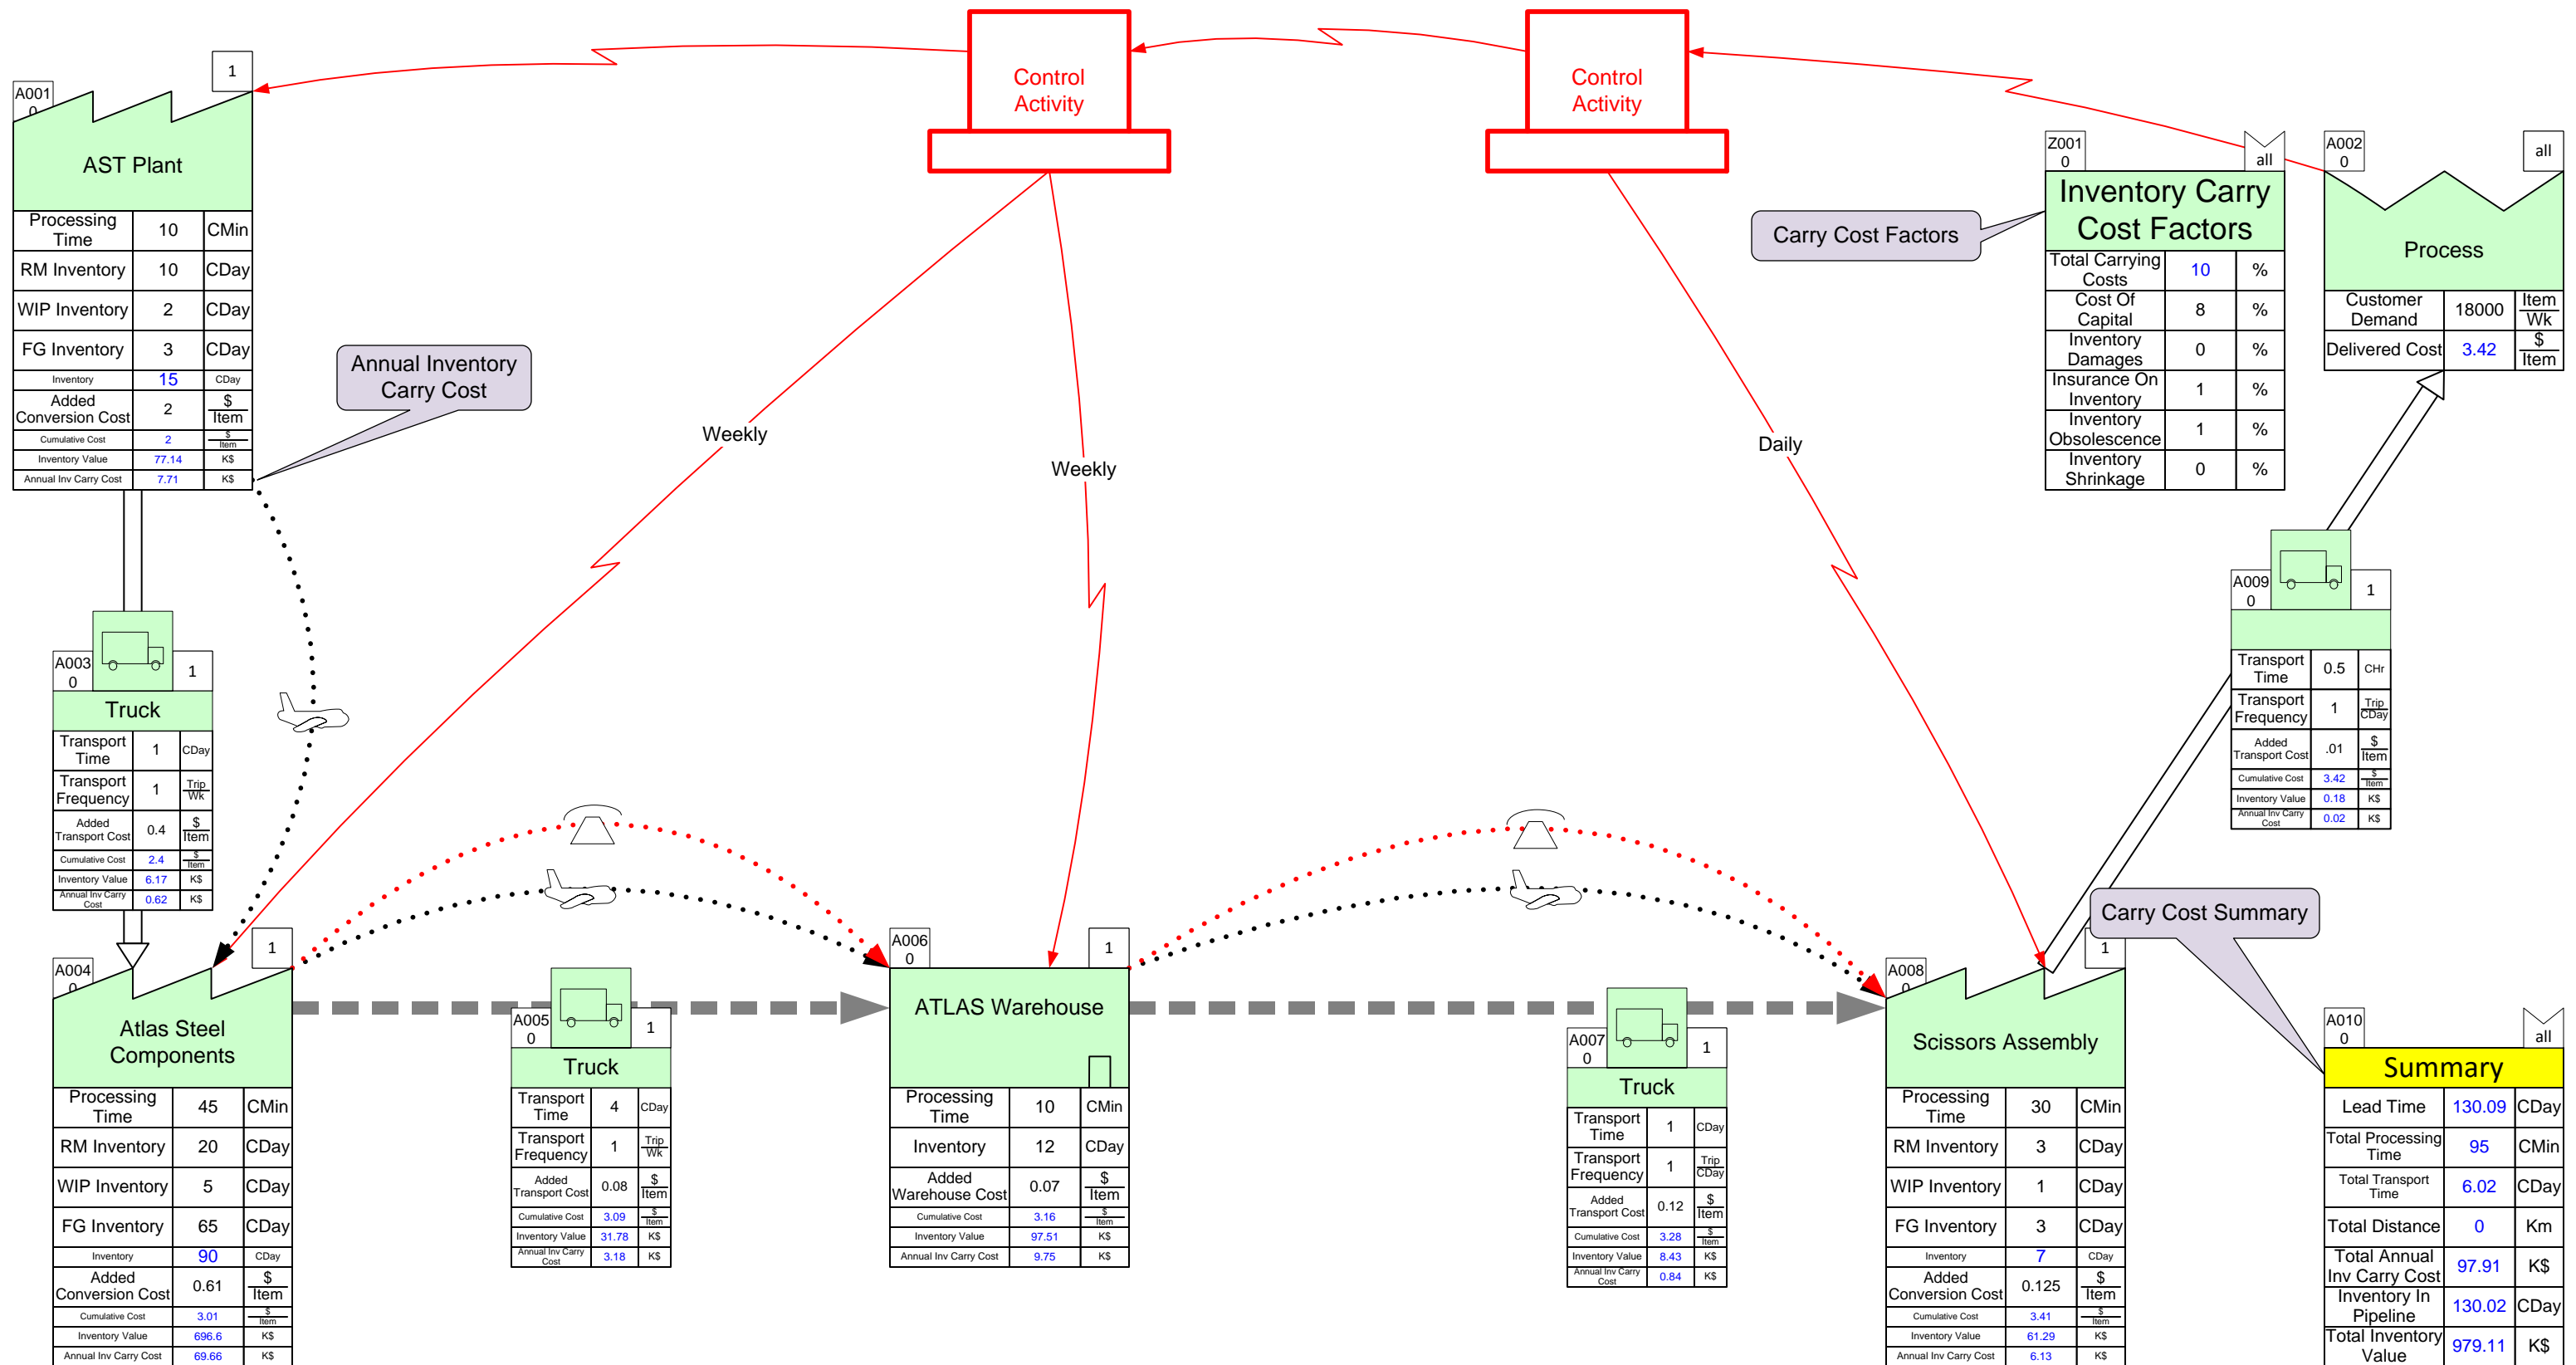 Control
Activity
Control
Activity
Weekly
Weekly
Daily
A001
0
1
AST Plant
Processing
Time
10
CMin
RM Inventory
10
CDay
WIP Inventory
2
CDay
FG Inventory
3
CDay
Inventory
15
CDay
Added
Conversion Cost
2
$
Item
Cumulative Cost
2
$
Item
Inventory Value
77.14
K$
Annual Inv Carry Cost
7.71
K$
Annual Inventory
Carry Cost
Carry Cost Factors
Z001
0
all
Inventory Carry
Cost Factors
Total Carrying
Costs
10
%
Cost Of
Capital
8
%
Inventory
Damages
0
%
Insurance On
Inventory
1
%
Inventory
Obsolescence
1
%
Inventory
Shrinkage
0
%
A002
0
all
Process
Customer
Demand
18000
Item
Wk
Delivered Cost
3.42
$
Item
A003
0
1
Truck
Transport
Time
1
CDay
Transport
Frequency
1
Trip
Wk
Added
Transport Cost
0.4
$
Item
Cumulative Cost
2.4
$
Item
Inventory Value
6.17
K$
Annual Inv Carry
Cost
0.62
K$
A009
0
1
Transport
Time
0.5
CHr
Transport
Frequency
1
Trip
CDay
Added
Transport Cost
.01
$
Item
Cumulative Cost
3.42
$
Item
Inventory Value
0.18
K$
Annual Inv Carry
Cost
0.02
K$
A004
0
1
Atlas Steel
Components
Processing
Time
45
CMin
RM Inventory
20
CDay
WIP Inventory
5
CDay
FG Inventory
65
CDay
Inventory
90
CDay
Added
Conversion Cost
0.61
$
Item
Cumulative Cost
3.01
$
Item
Inventory Value
696.6
K$
Annual Inv Carry Cost
69.66
K$
A005
0
1
Truck
Transport
Time
4
CDay
Transport
Frequency
1
Trip
Wk
Added
Transport Cost
0.08
$
Item
Cumulative Cost
3.09
$
Item
Inventory Value
31.78
K$
Annual Inv Carry
Cost
3.18
K$
A006
0
1
ATLAS Warehouse
Processing
Time
10
CMin
Inventory
12
CDay
Added
Warehouse Cost
0.07
$
Item
Cumulative Cost
3.16
$
Item
Inventory Value
97.51
K$
Annual Inv Carry Cost
9.75
K$
A007
0
1
Truck
Transport
Time
1
CDay
Transport
Frequency
1
Trip
CDay
Added
Transport Cost
0.12
$
Item
Cumulative Cost
3.28
$
Item
Inventory Value
8.43
K$
Annual Inv Carry
Cost
0.84
K$
A008
0
1
Scissors Assembly
Processing
Time
30
CMin
RM Inventory
3
CDay
WIP Inventory
1
CDay
FG Inventory
3
CDay
Inventory
7
CDay
Added
Conversion Cost
0.125
$
Item
Cumulative Cost
3.41
$
Item
Inventory Value
61.29
K$
Annual Inv Carry Cost
6.13
K$
Carry Cost Summary
A010
0
all
Summary
Lead Time
130.09
CDay
Total Processing
Time
95
CMin
Total Transport
Time
6.02
CDay
Total Distance
0
Km
Total Annual
Inv Carry Cost
97.91
K$
Inventory In
Pipeline
130.02
CDay
Total Inventory
Value
979.11
K$